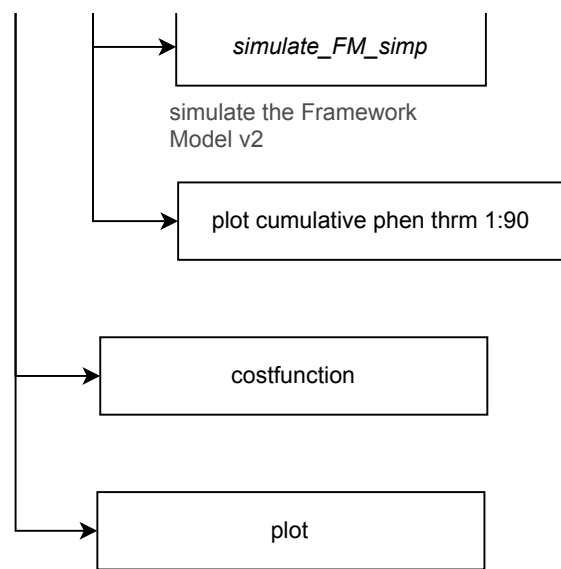 simulate_FM_simp
simulate the Framework
Model v2
plot cumulative phen thrm 1:90
costfunction
plot